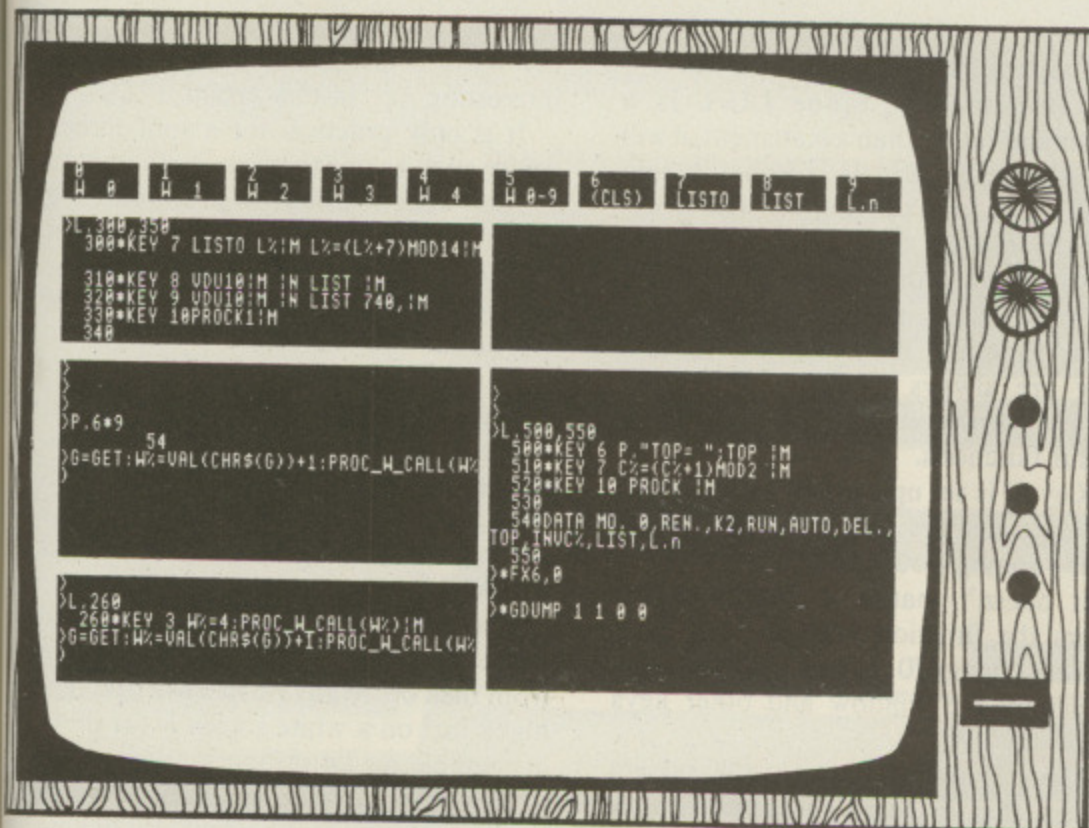 0 1 2 3 4 5 6 7 8 9
W 0 W 1 W 2 W 3 W 4 W 0-9 (CLS) LISTO LIST L.n
>L.300,350
300*KEY 7 LISTO L%|M L%=(L%+7)MOD14|M
310*KEY 8 VDU10|M |N LIST |M
320*KEY 9 VDU10|M |N LIST 740,|M
330*KEY 10PROCK1|M
340
>
>
>
>
>P.6*9
54
>G=GET:W%=VAL(CHR$(G))+1:PROC_W_CALL(W%
>
>
>L.260
260*KEY 3 W%=4:PROC_W_CALL(W%)|M
>G=GET:W%=VAL(CHR$(G))+1:PROC_W_CALL(W%
>
>
>
>L.500,550
500*KEY 6 P."TOP= ";TOP |M
510*KEY 7 C%=(C%+1)MOD2 |M
520*KEY 10 PROCK |M
530
540DATA MO. 0,REN.,K2,RUN,AUTO,DEL.,
TOP,INVC%,LIST,L.n
550
>*FX6,0
>
>*GDUMP 1 1 0 0